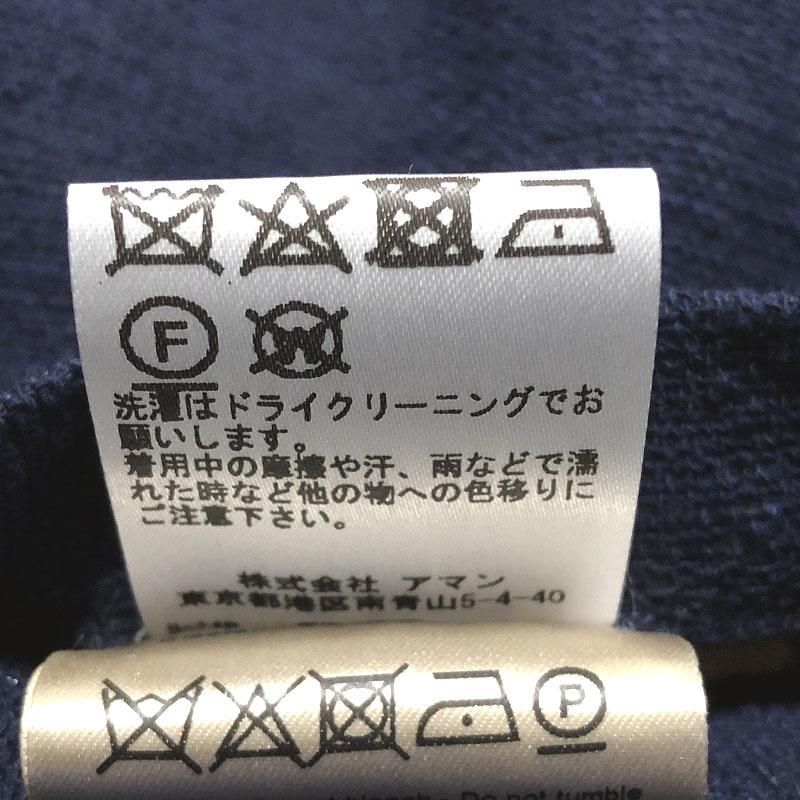 F W
洗濯はドライクリーニングでお
願いします。
着用中の摩擦や汗、雨などで濡
れた時など他の物への色移りに
ご注意下さい。
株式会社 アマン
東京都港区南青山5-4-40
P
Do not tumble